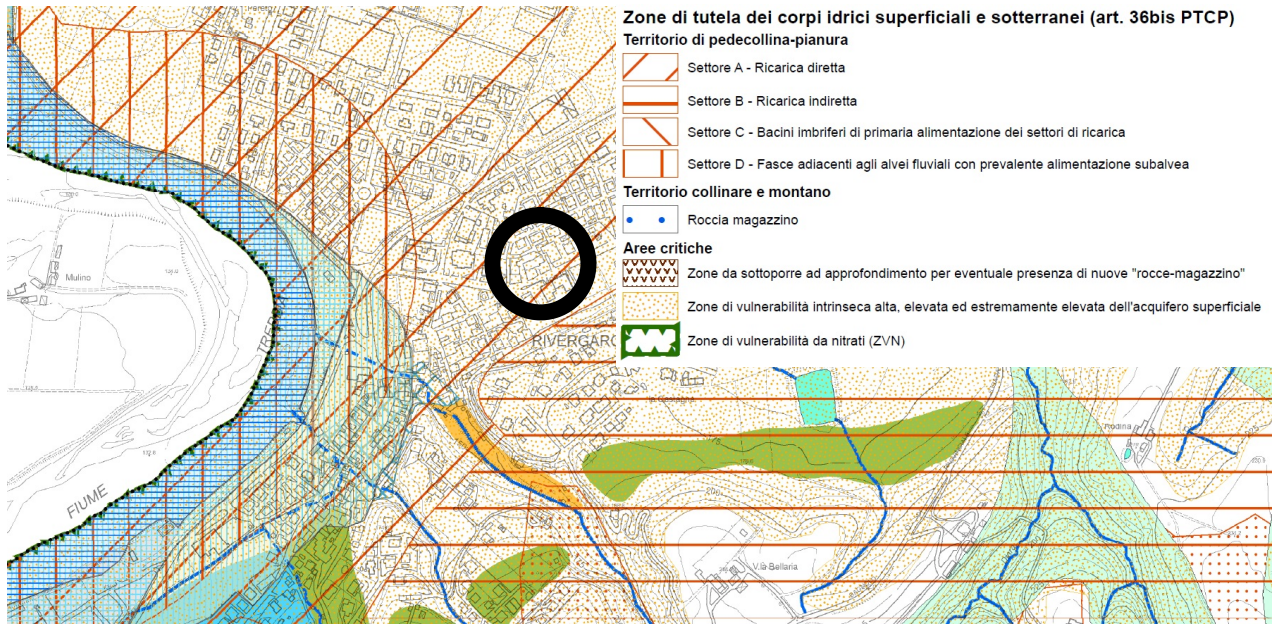 Zone di tutela dei corpi idrici superficiali e sotterranei (art. 36bis PTCP)
Territorio di pedecollina-pianura
Settore A - Ricarica diretta
Settore B - Ricarica indiretta
Settore C - Bacini imbriferi di primaria alimentazione dei settori di ricarica
Settore D - Fasce adiacenti agli alvei fluviali con prevalente alimentazione subalvea
Territorio collinare e montano
Roccia magazzino
Aree critiche
Zone da sottoporre ad approfondimento per eventuale presenza di nuove "rocce-magazzino"
Zone di vulnerabilità intrinseca alta, elevata ed estremamente elevata dell'acquifero superficiale
Zone di vulnerabilità da nitrati (ZVN)
Mulino
RIVERGARO
FIUME
V.la Bellaria